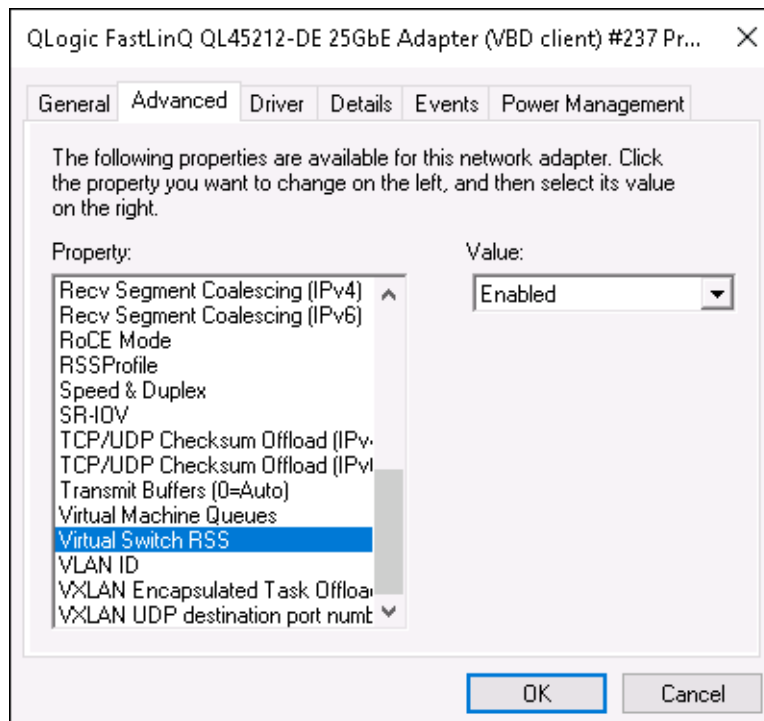 QLogic FastLinQ QL45212-DE 25GbE Adapter (VBD client) #237 Pr...
General Advanced Driver Details Events Power Management
The following properties are available for this network adapter. Click
the property you want to change on the left, and then select its value
on the right.
Property:
Value:
Recv Segment Coalescing (IPv4)
Recv Segment Coalescing (IPv6)
RoCE Mode
RSSProfile
Speed & Duplex
SR-IOV
TCP/UDP Checksum Offload (IPv
TCP/UDP Checksum Offload (IPv
Transmit Buffers (0=Auto)
Virtual Machine Queues
Virtual Switch RSS
VLAN ID
VXLAN Encapsulated Task Offloa
VXLAN UDP destination port numb
Enabled
OK
Cancel